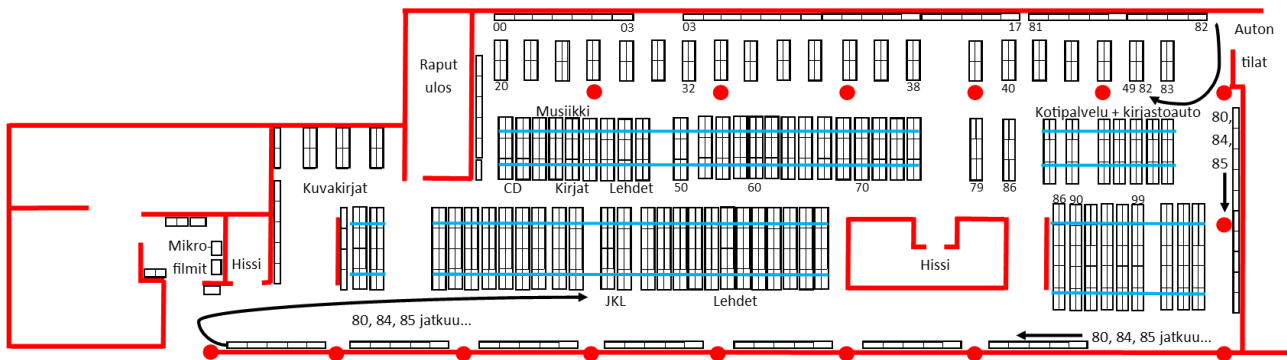 00
03
03
17
81
82
Auton
tilat
Raput
ulos
20
32
38
40
49
82
83
Musiikki
Kotipalvelu + kirjastoauto
80,
84,
85
CD
Kirjat
Lehdet
50
60
70
79
86
Kuvakirjat
86
90
99
Mikro-
filmit
Hissi
Hissi
JKL
Lehdet
80, 84, 85 jatkuu...
80, 84, 85 jatkuu...